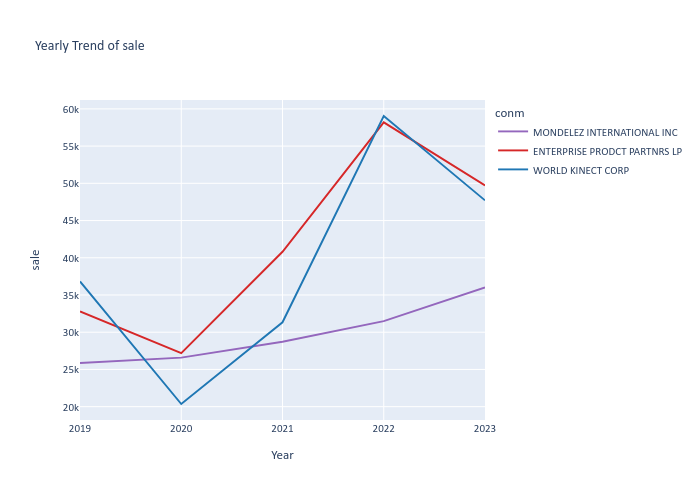 Yearly Trend of sale
conm
MONDELEZ INTERNATIONAL INC
ENTERPRISE PRODCT PARTNRS LP
WORLD KINECT CORP
60k
55k
50k
45k
40k
35k
30k
25k
20k
sale
2019 2020 2021 2022 2023
Year